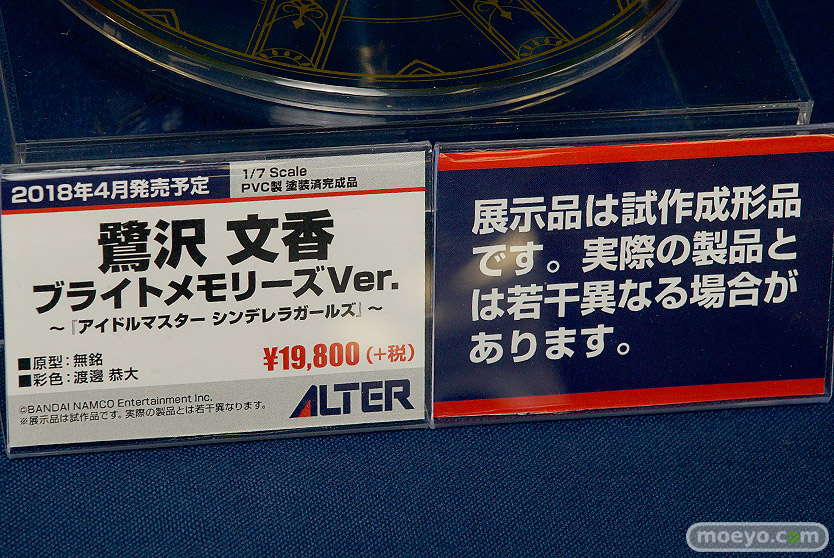 2018年4月発売予定
1/7 Scale
PVC製 塗装済完成品
鷺沢 文香
ブライトメモリーズVer.
～『アイドルマスター シンデレラガールズ』～
■原型：無銘
■彩色：渡邊 恭大
¥19,800（+税）
©BANDAI NAMCO Entertainment Inc.
※展示品は試作品です。実際の製品とは若干異なります。
ALTER
展示品は試作成形品
です。実際の製品と
は若干異なる場合が
あります。
moeyo.com